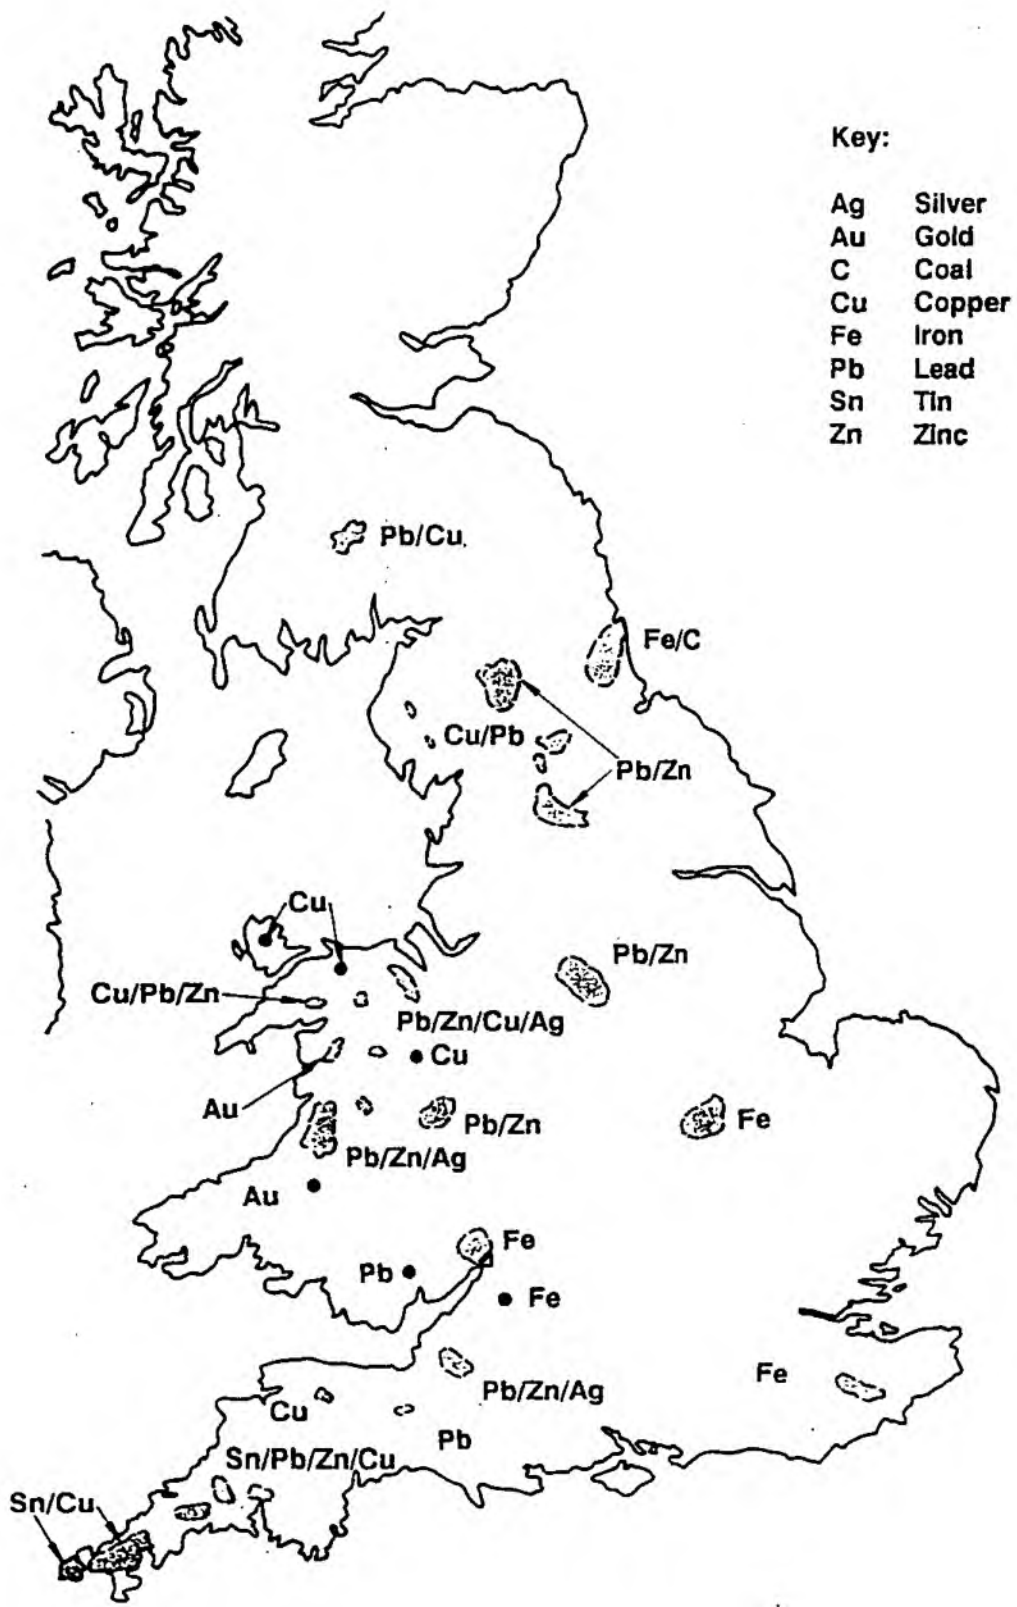 Key:
Ag Silver
Au Gold
C Coal
Cu Copper
Fe Iron
Pb Lead
Sn Tin
Zn Zinc
Pb/Cu
Fe/C
Cu/Pb
Pb/Zn
Cu
Pb/Zn
Cu/Pb/Zn
Pb/Zn/Cu/Ag
Cu
Au
Pb/Zn
Fe
Pb/Zn/Ag
Au
Fe
Pb
Fe
Pb/Zn/Ag
Fe
Cu
Pb
Sn/Pb/Zn/Cu
Sn/Cu